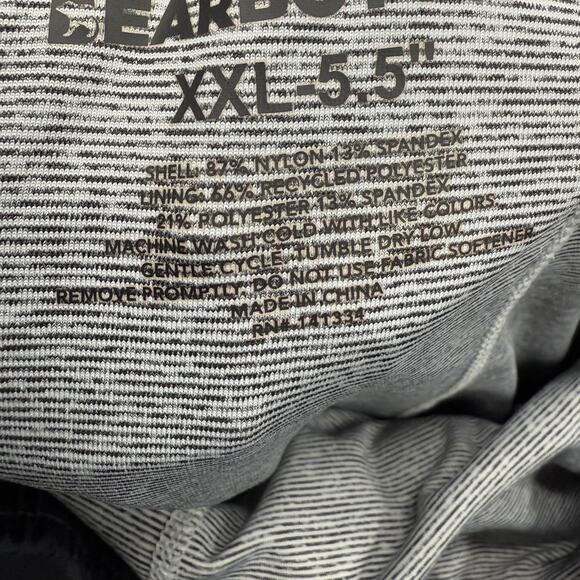 BEARBOT
XXL-5.5"
SHELL: 87% NYLON 13% SPANDEX
LINING: 66% RECYCLED POLYESTER
21% POLYESTER 13% SPANDEX
MACHINE WASH COLD WITH LIKE COLORS.
GENTLE CYCLE, TUMBLE DRY LOW.
REMOVE PROMPTLY. DO NOT USE FABRIC SOFTENER.
MADE IN CHINA
RN# 141334